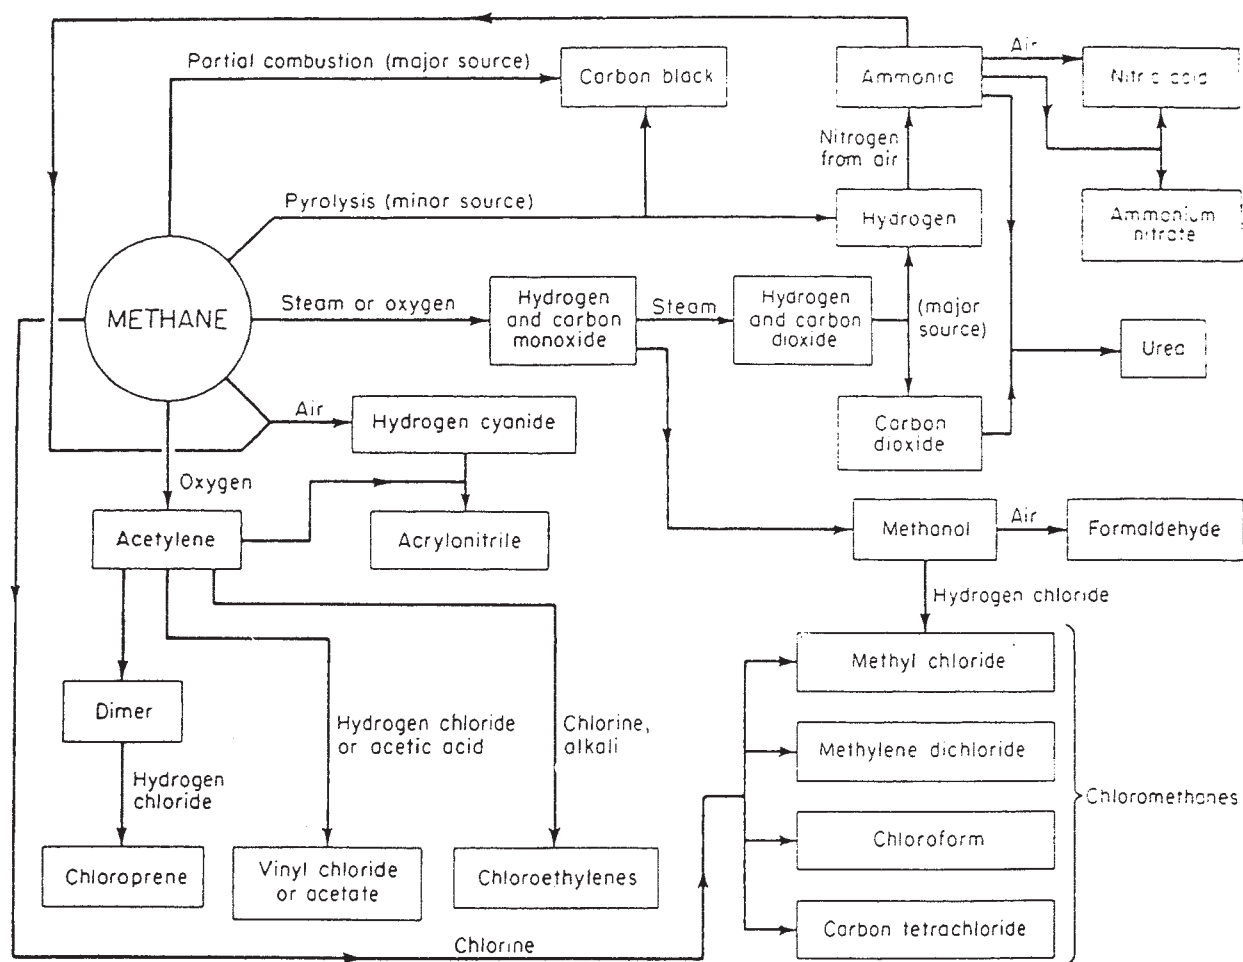 Partial combustion (major source)
Carbon black
Ammonia
Air
Nitric acid
Nitrogen
from air
Pyrolysis (minor source)
Hydrogen
Ammonium
nitrate
METHANE
Steam or oxygen
Hydrogen
and carbon
monoxide
Steam
Hydrogen
and carbon
dioxide
(major
source)
Urea
Air
Hydrogen cyanide
Carbon
dioxide
Oxygen
Acetylene
Acrylonitrile
Methanol
Air
Formaldehyde
Hydrogen chloride
Methyl chloride
Dimer
Hydrogen chloride
or acetic acid
Chlorine,
alkali
Methylene dichloride
Hydrogen
chloride
Chloromethanes
Chloroform
Chloroprene
Vinyl chloride
or acetate
Chloroethylenes
Carbon tetrachloride
Chlorine